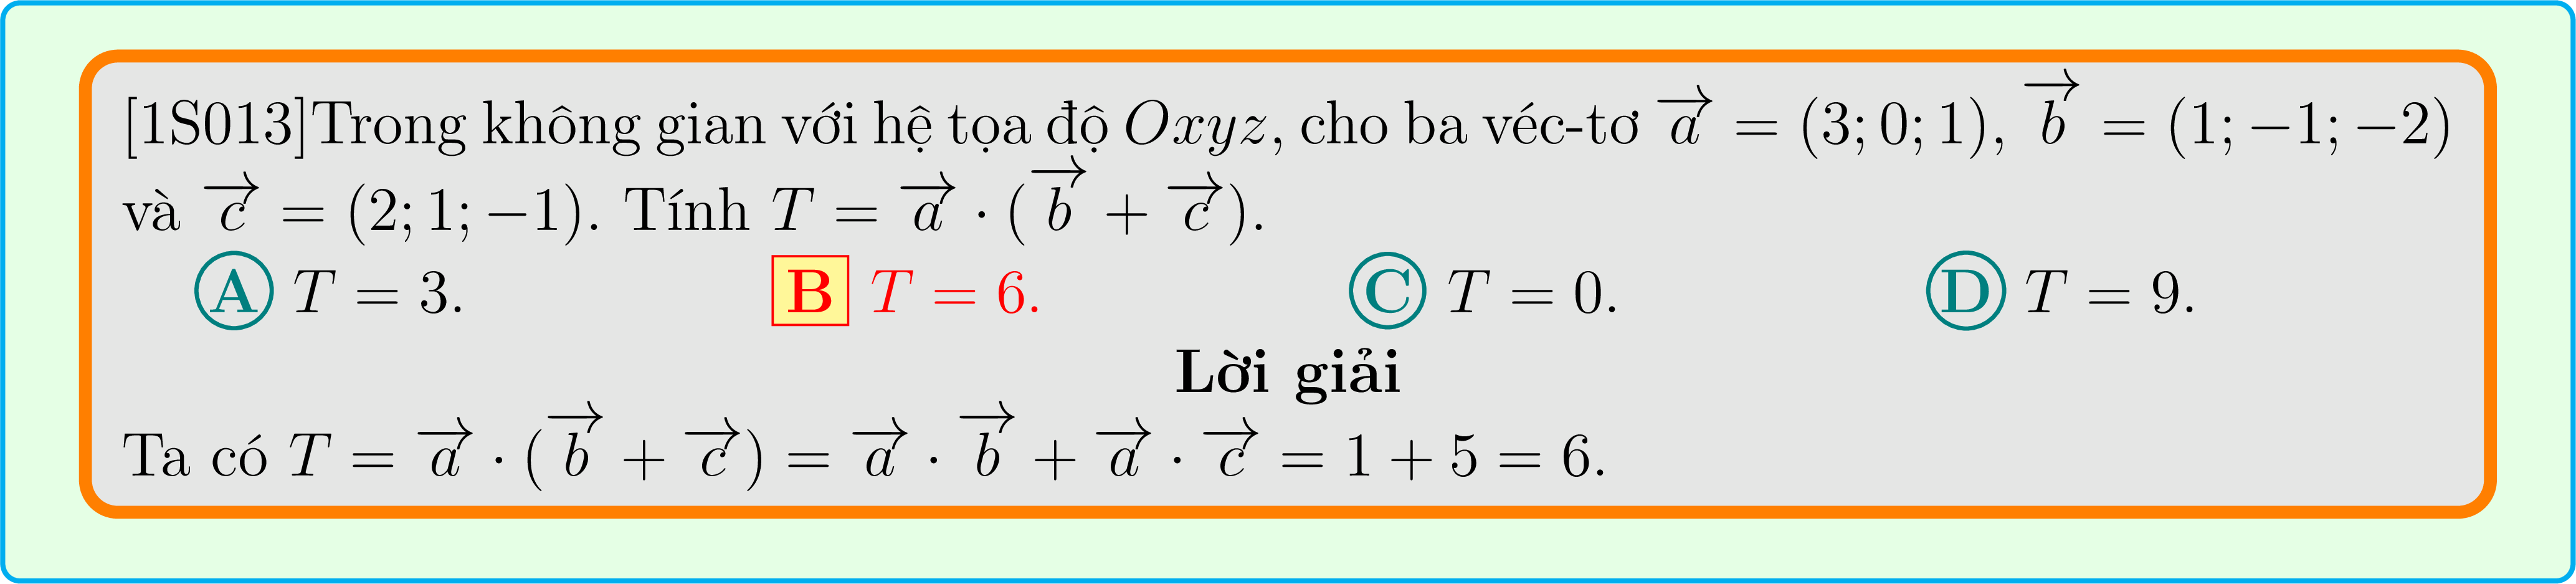 [1S013]Trong không gian với hệ tọa độ Oxyz, cho ba véc-tơ $\overrightarrow{a} = (3; 0; 1)$, $\overrightarrow{b} = (1; -1; -2)$
và $\overrightarrow{c} = (2; 1; -1)$. Tính $T = \overrightarrow{a} \cdot (\overrightarrow{b} + \overrightarrow{c})$.
A T = 3. B T = 6. C T = 0. D T = 9.
Lời giải
Ta có $T = \overrightarrow{a} \cdot (\overrightarrow{b} + \overrightarrow{c}) = \overrightarrow{a} \cdot \overrightarrow{b} + \overrightarrow{a} \cdot \overrightarrow{c} = 1 + 5 = 6$.